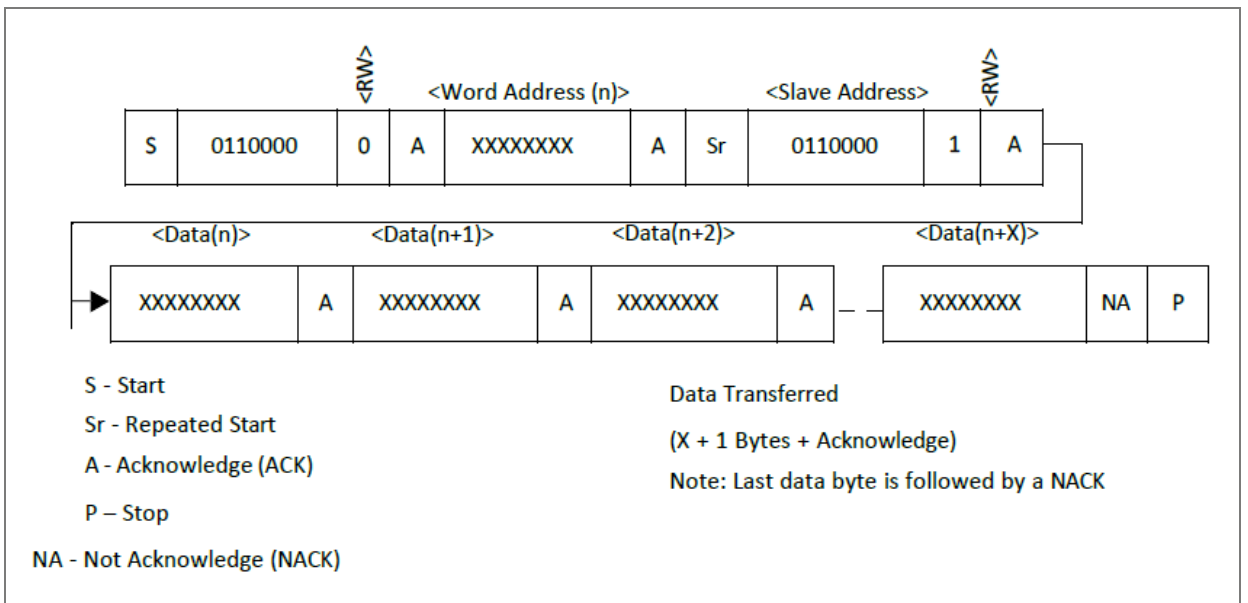 <RW> <Word Address (n)> <Slave Address> <RW>
S 0110000 0 A XXXXXXXX A Sr 0110000 1 A
<Data(n)> <Data(n+1)> <Data(n+2)> <Data(n+X)>
XXXXXXXX A XXXXXXXX A XXXXXXXX A XXXXXXXX NA P
S - Start
Sr - Repeated Start
A - Acknowledge (ACK)
P – Stop
NA - Not Acknowledge (NACK)
Data Transferred
(X + 1 Bytes + Acknowledge)
Note: Last data byte is followed by a NACK